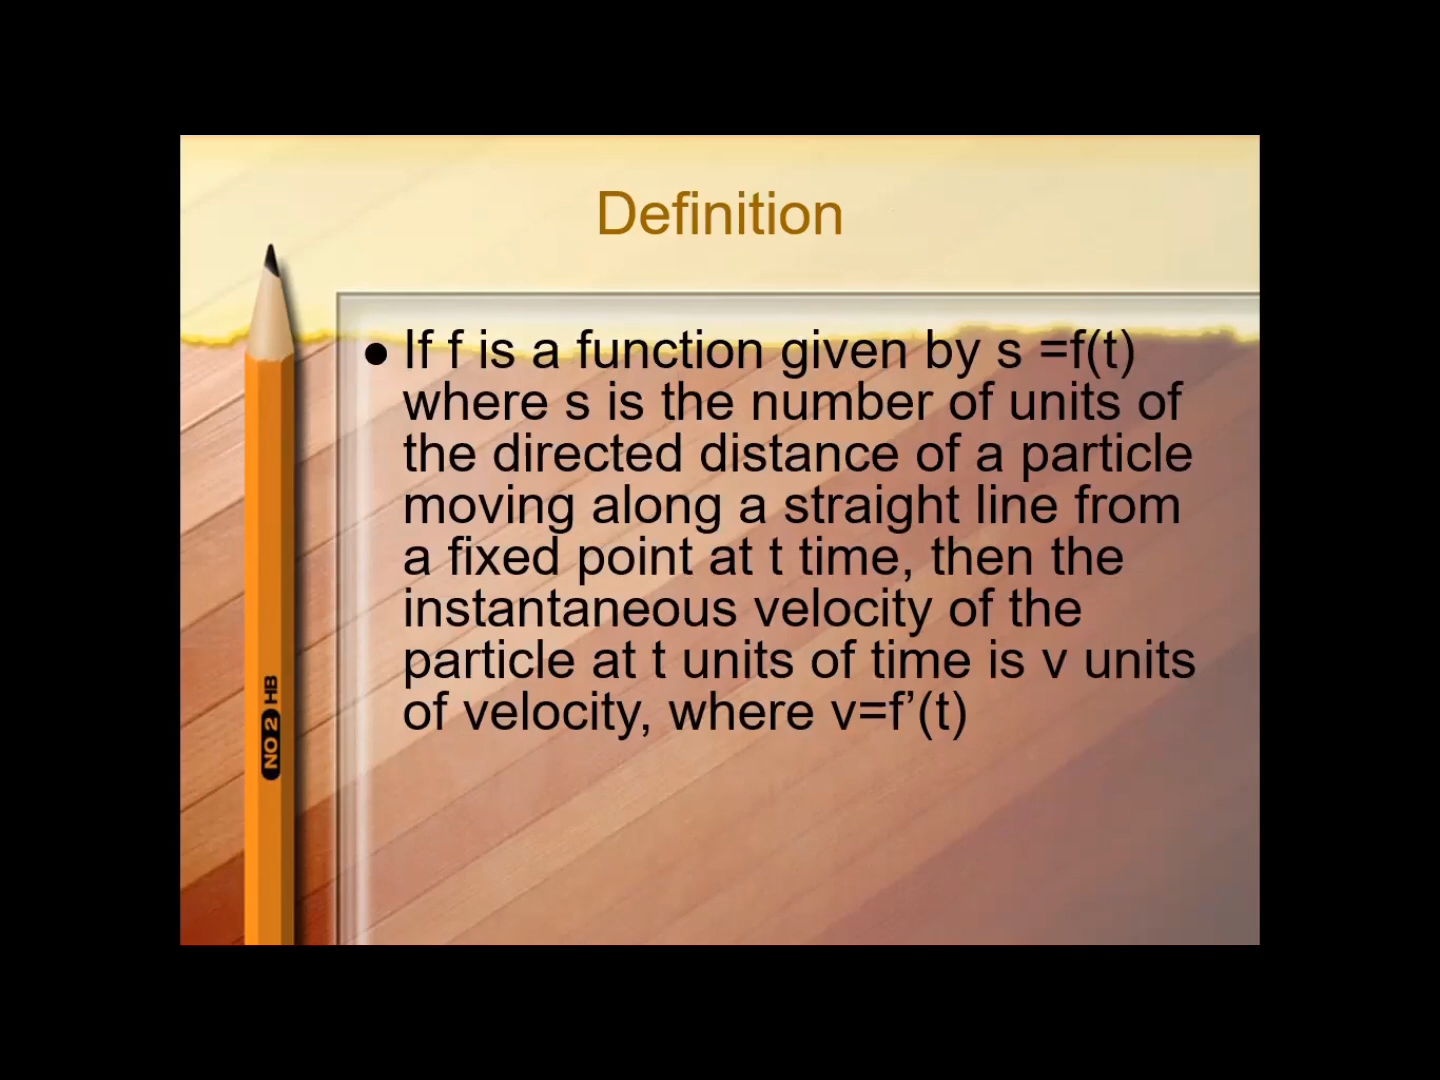 Definition
● If f is a function given by s =f(t)
where s is the number of units of
the directed distance of a particle
moving along a straight line from
a fixed point at t time, then the
instantaneous velocity of the
particle at t units of time is v units
of velocity, where v=f’(t)
NO 2 HB